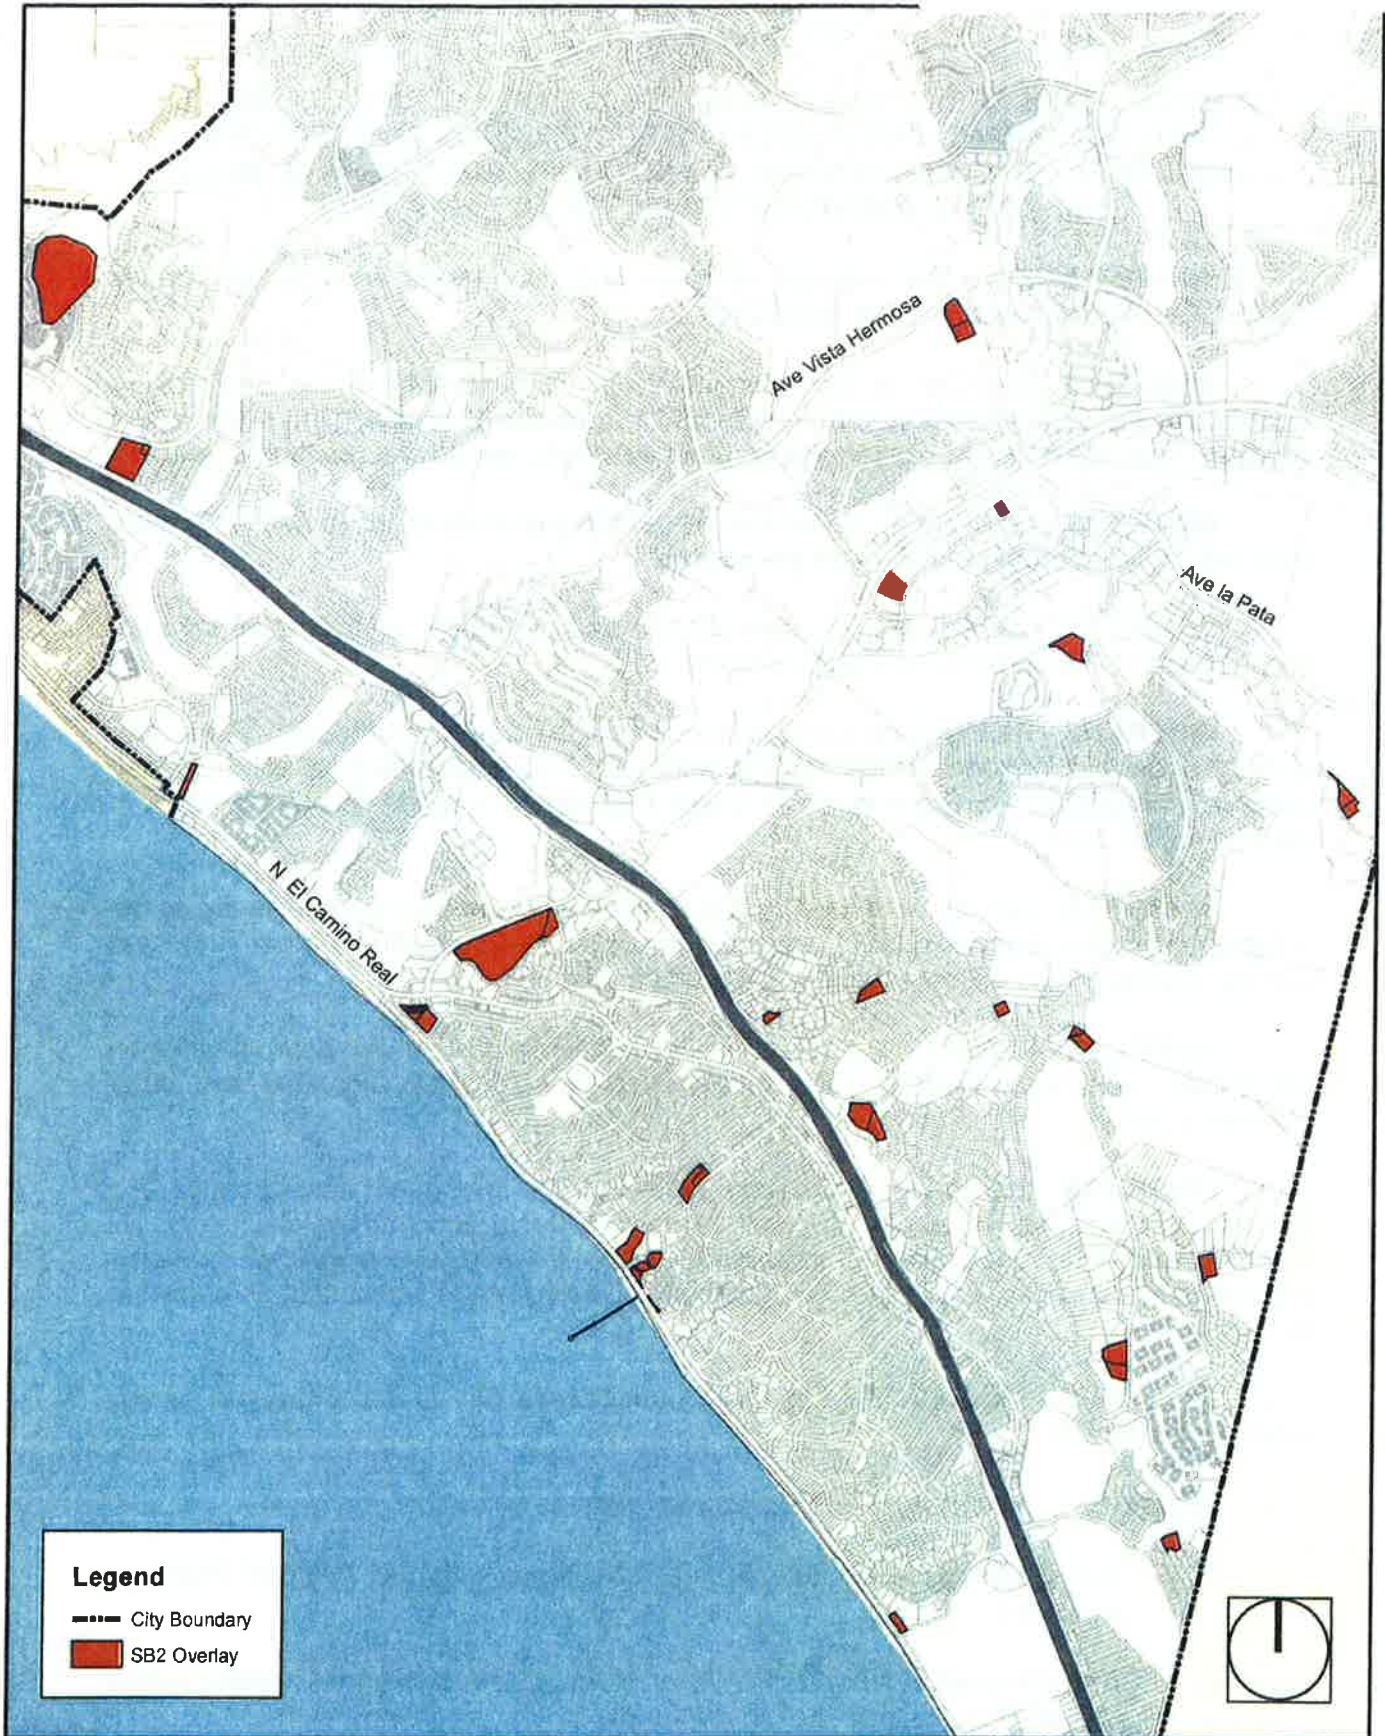 Ave Vista Hermosa
Ave la Pata
N El Camino Real
Legend
City Boundary
SB2 Overlay